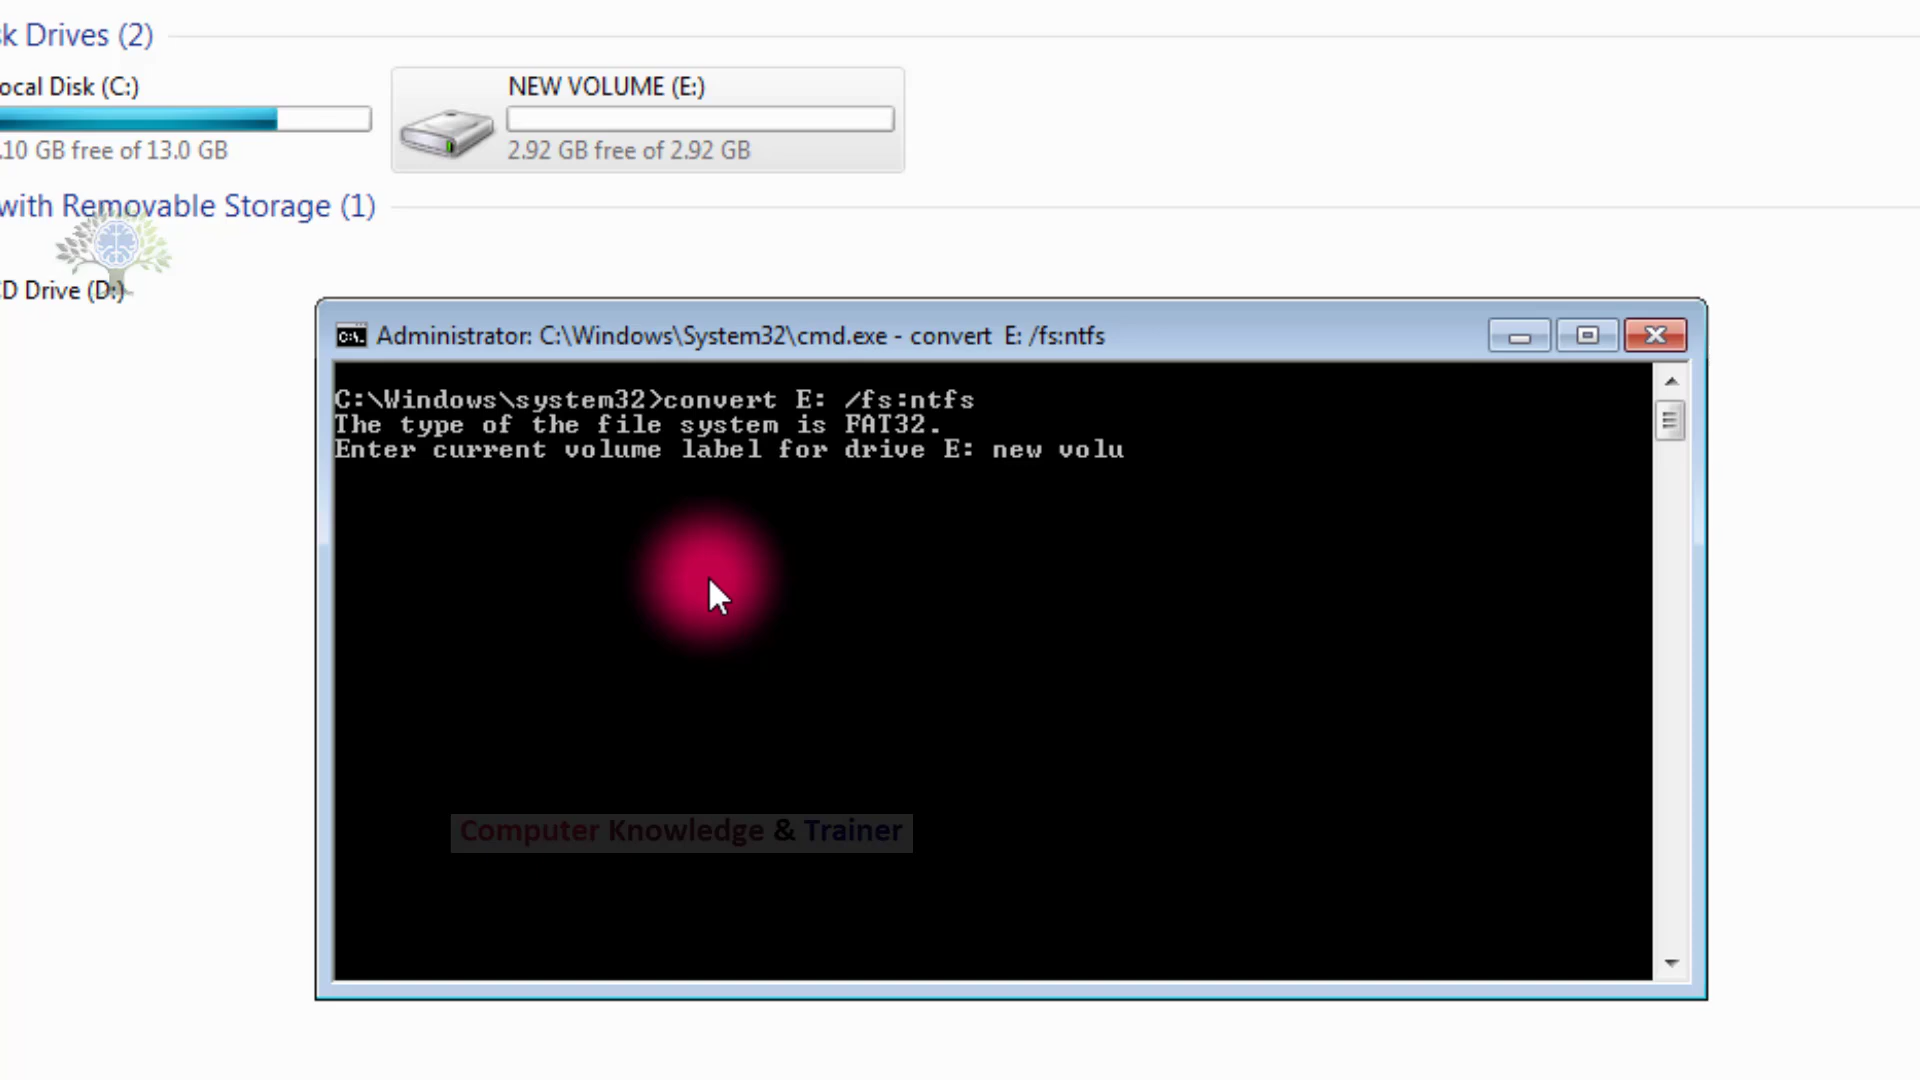 sk Drives (2)
ocal Disk (C:)
NEW VOLUME (E:)
.10 GB free of 13.0 GB
2.92 GB free of 2.92 GB
with Removable Storage (1)
D Drive (D:)
Administrator: C:\Windows\System32\cmd.exe - convert  E: /fs:ntfs
C:\Windows\system32>convert E: /fs:ntfs
The type of the file system is FAT32.
Enter current volume label for drive E: new volu
Computer Knowledge & Trainer